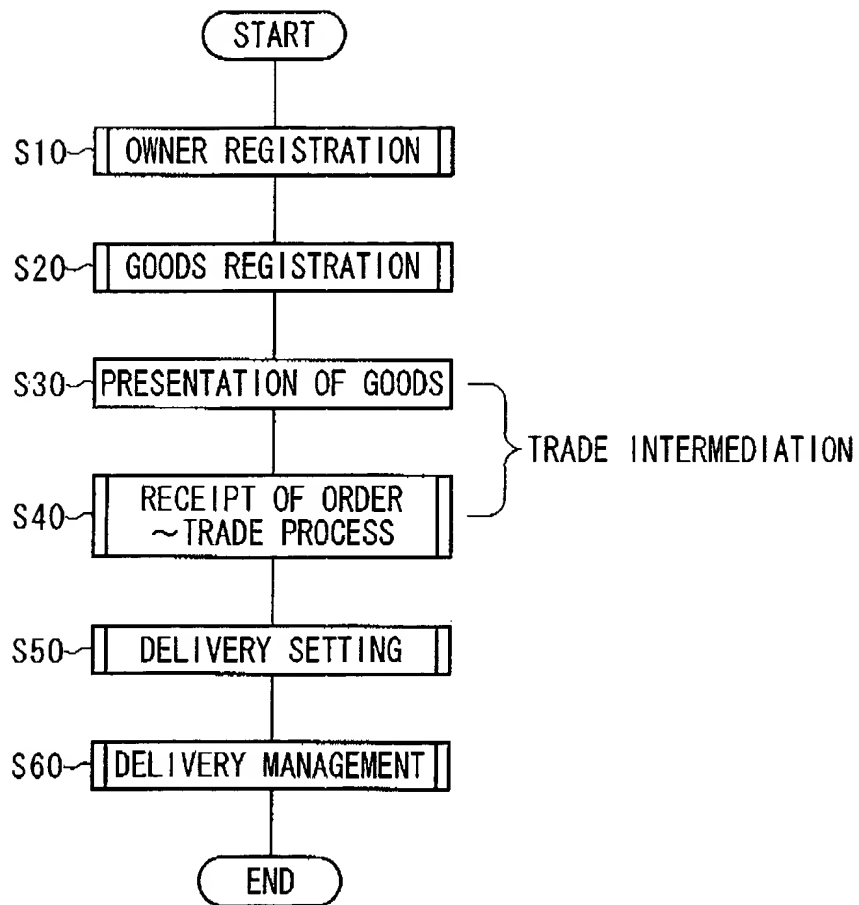 START
S10 OWNER REGISTRATION
S20 GOODS REGISTRATION
S30 PRESENTATION OF GOODS
TRADE INTERMEDIATION
S40 RECEIPT OF ORDER
~TRADE PROCESS
S50 DELIVERY SETTING
S60 DELIVERY MANAGEMENT
END